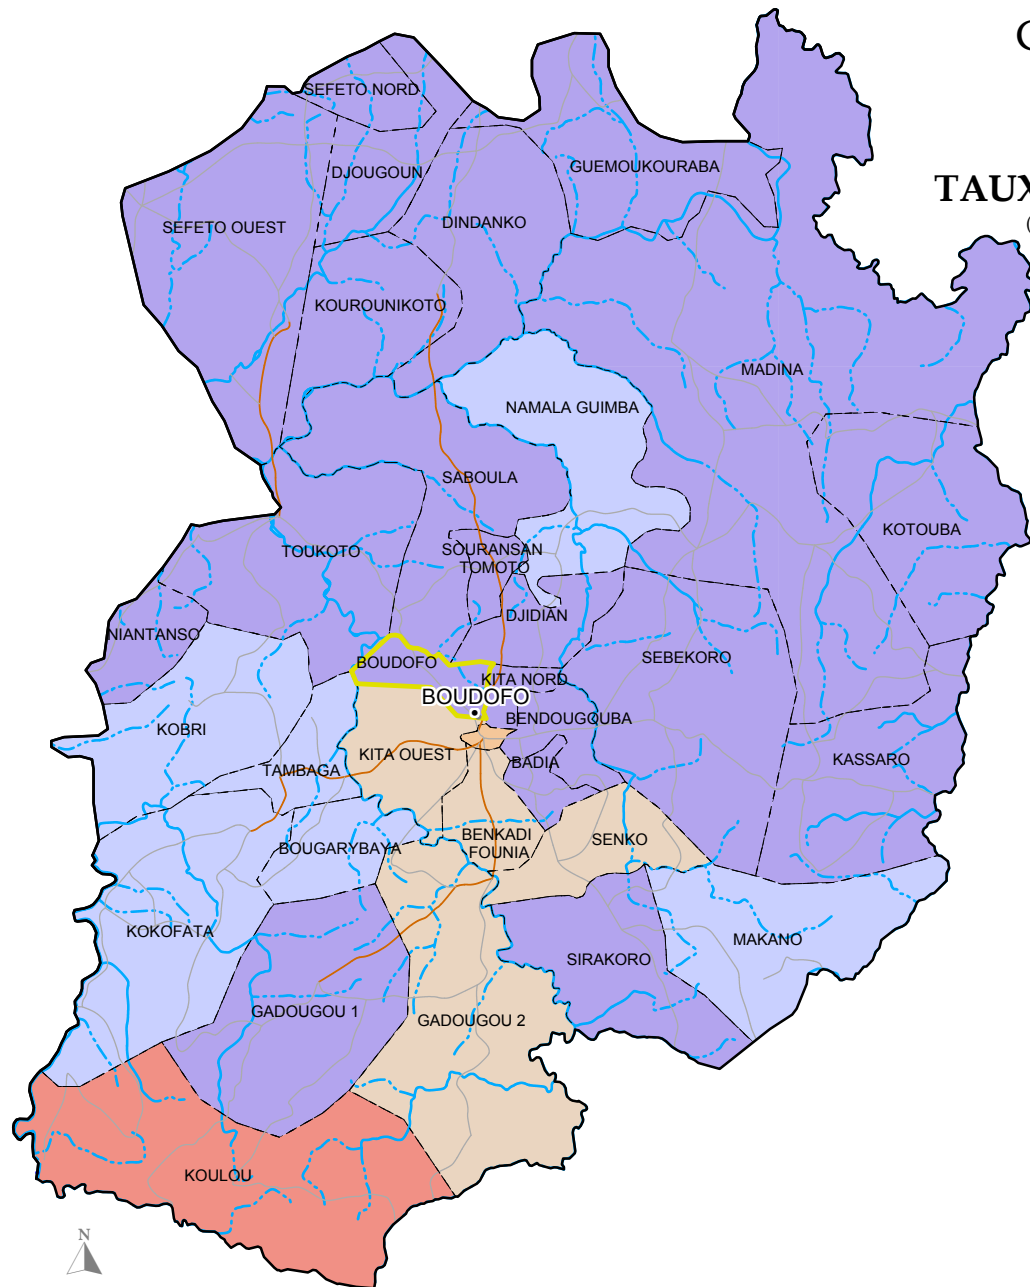 C
SEFETO NORD
GUEMOUKOURABA
DJOUGOUN
TAUX
(
SEFETO OUEST
DINDANKO
KOUROUNIKOTO
MADINA
NAMALA GUIMBA
SABOULA
KOTOUBA
TOUKOTO
SOURANSAN
TOMOTO
DJIDIAN
NIANTANSO
BOUDOFO
SEBEKORO
KITA NORD
BOUDOFO
BENDOUGOUBA
KOBRI
KITA OUEST
BADIA
KASSARO
TAMBAGA
BENKADI
FOUNIA
SENKO
BOUGARYBAYA
KOKOFATA
MAKANO
SIRAKORO
GADOUGOU 1
GADOUGOU 2
KOULOU
N